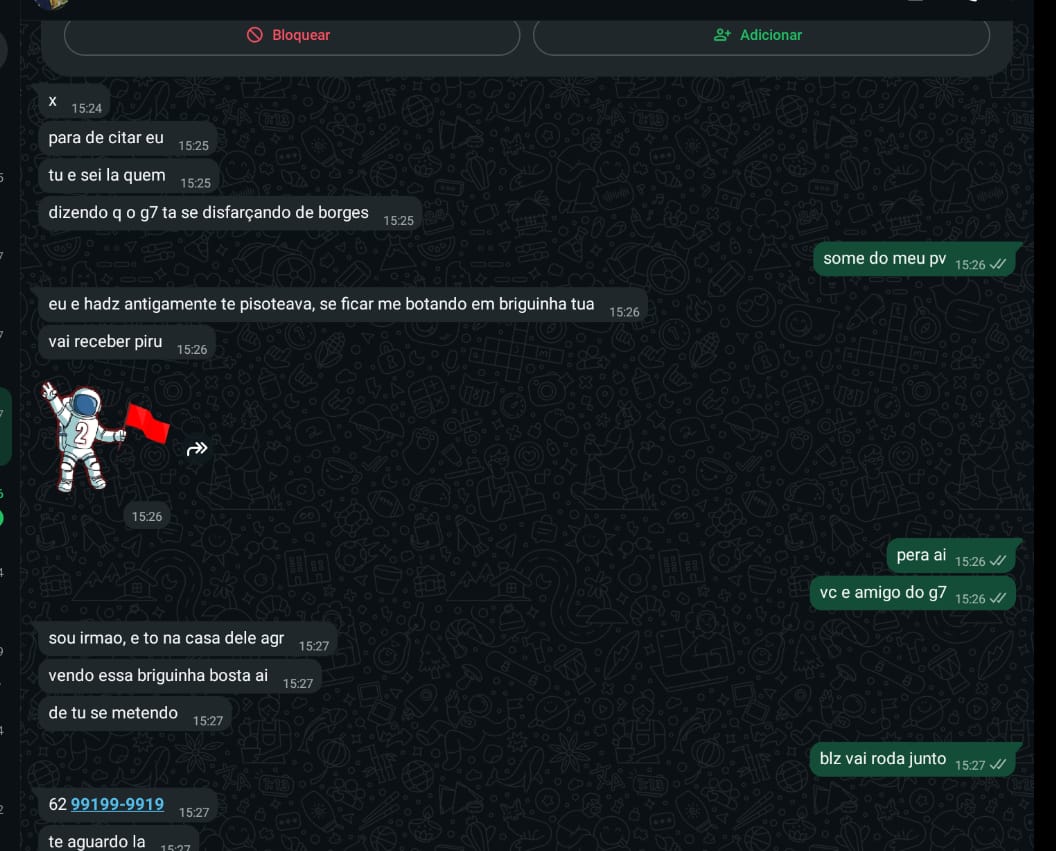 Bloquear
Adicionar
x 15:24
para de citar eu 15:25
tu e sei la quem 15:25
dizendo q o g7 ta se disfarçando de borges 15:25
some do meu pv 15:26
eu e hadz antigamente te pisoteava, se ficar me botando em briguinha tua 15:26
vai receber piru 15:26
2
15:26
pera ai 15:26
vc e amigo do g7 15:26
sou irmao, e to na casa dele agr 15:27
vendo essa briguinha bosta ai 15:27
de tu se metendo 15:27
blz vai roda junto 15:27
62 99199-9919 15:27
te aguardo la 15:27